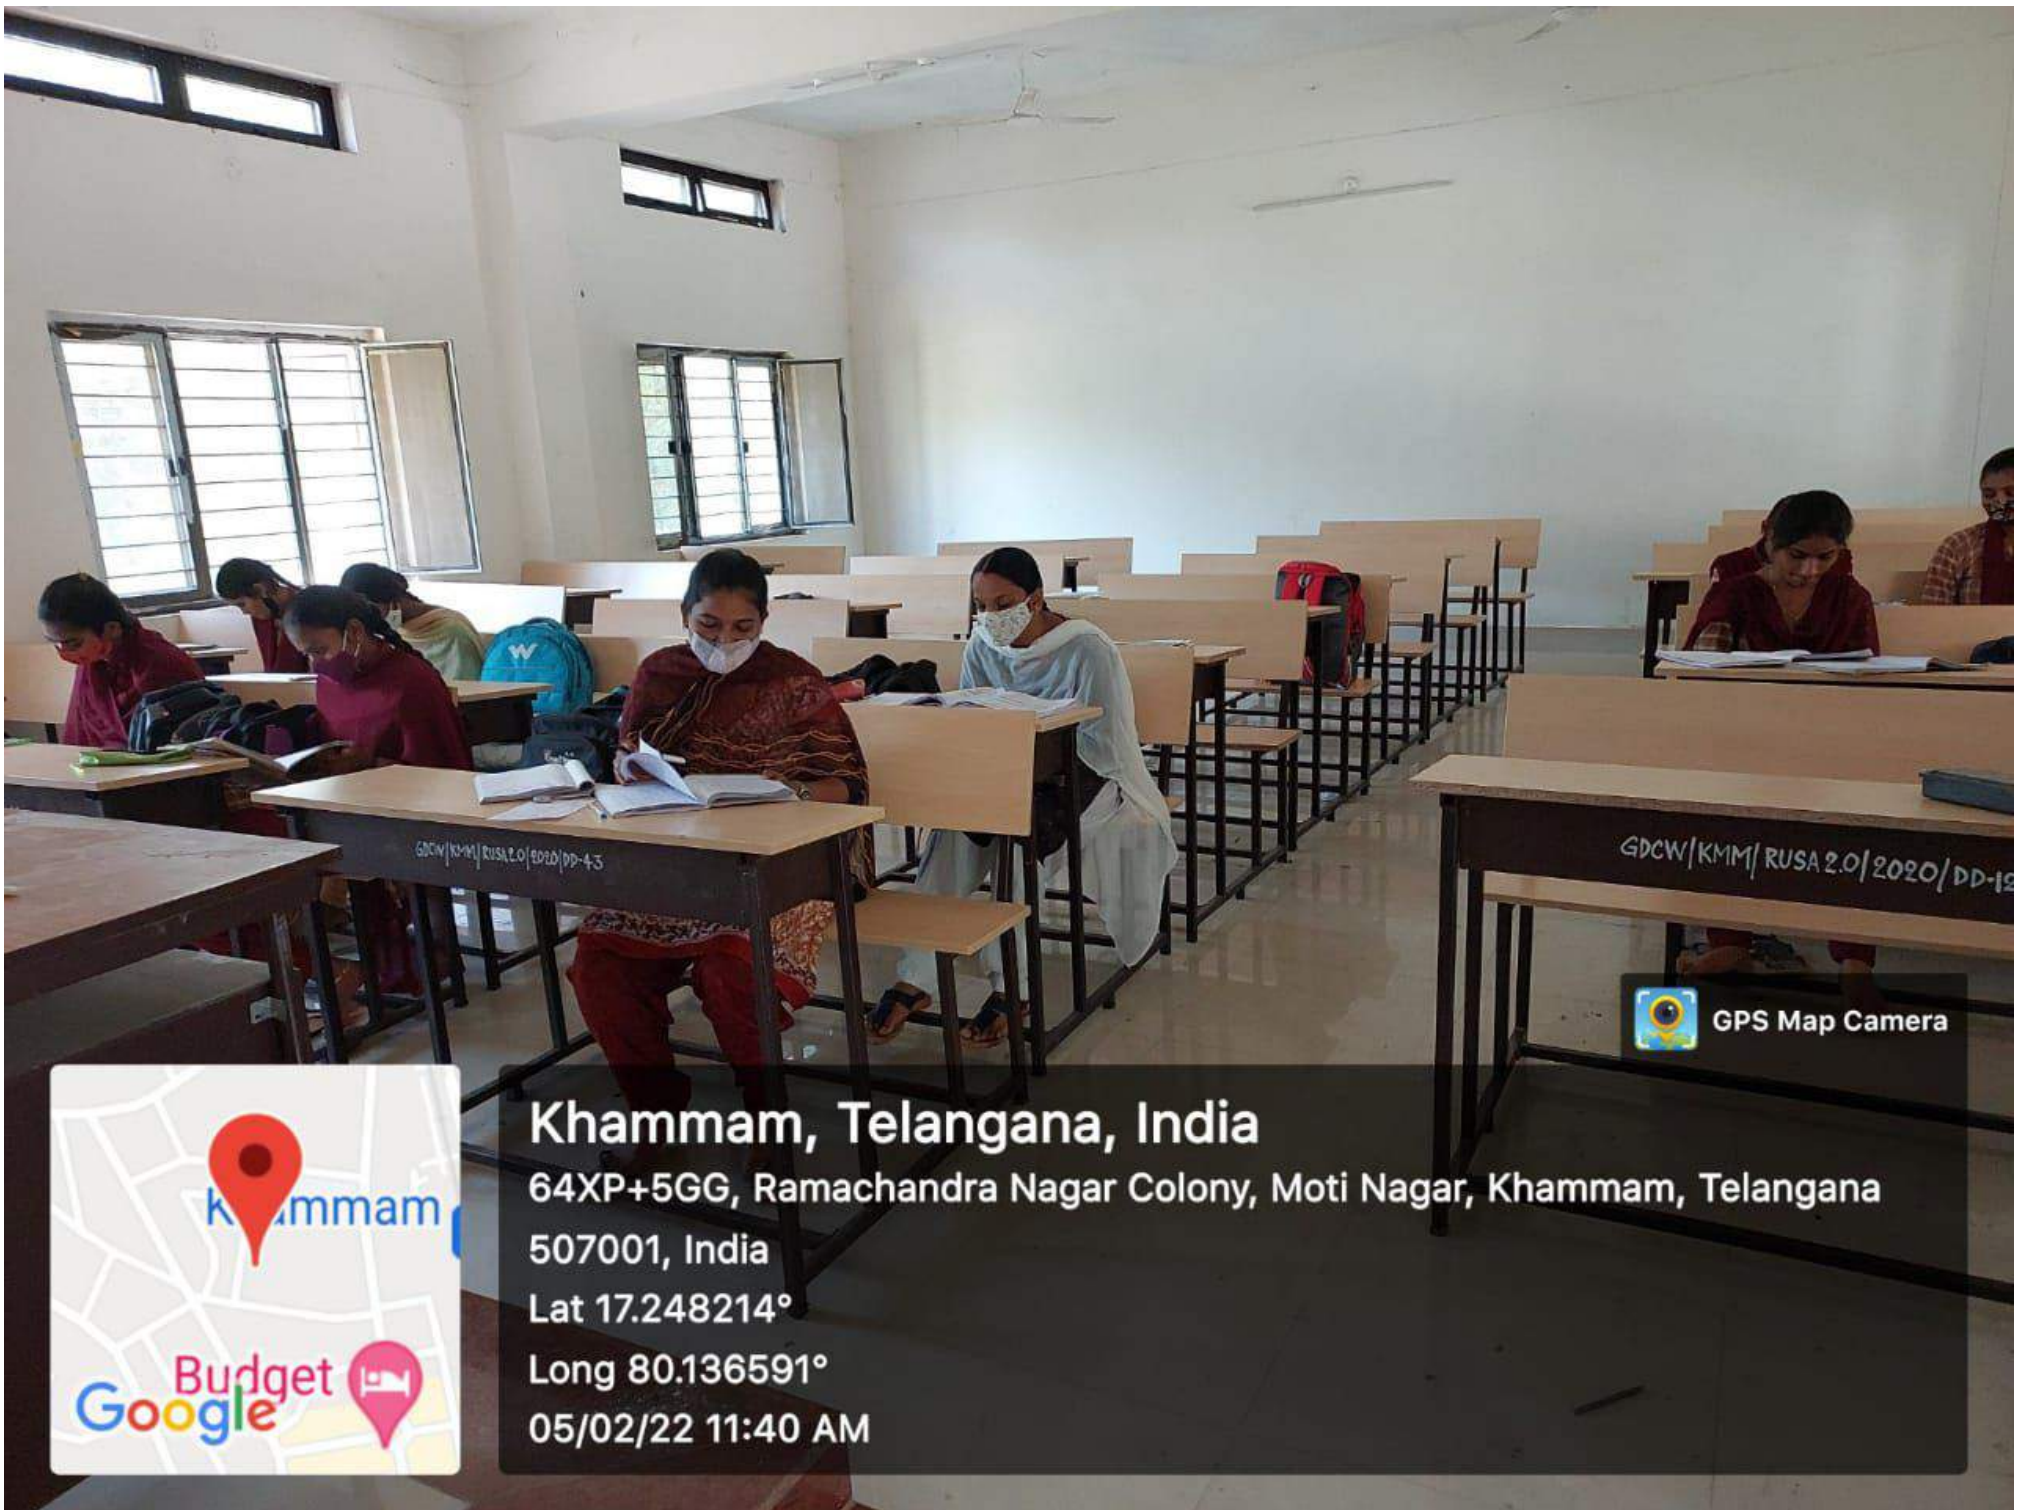 W
GDCW/KMM/RUSA2.0/2020/DD-43
GDCW/KMM/RUSA 2.0/2020/DD-12
GPS Map Camera
Khammam
Budget
Google
Khammam, Telangana, India
64XP+5GG, Ramachandra Nagar Colony, Moti Nagar, Khammam, Telangana
507001, India
Lat 17.248214°
Long 80.136591°
05/02/22 11:40 AM